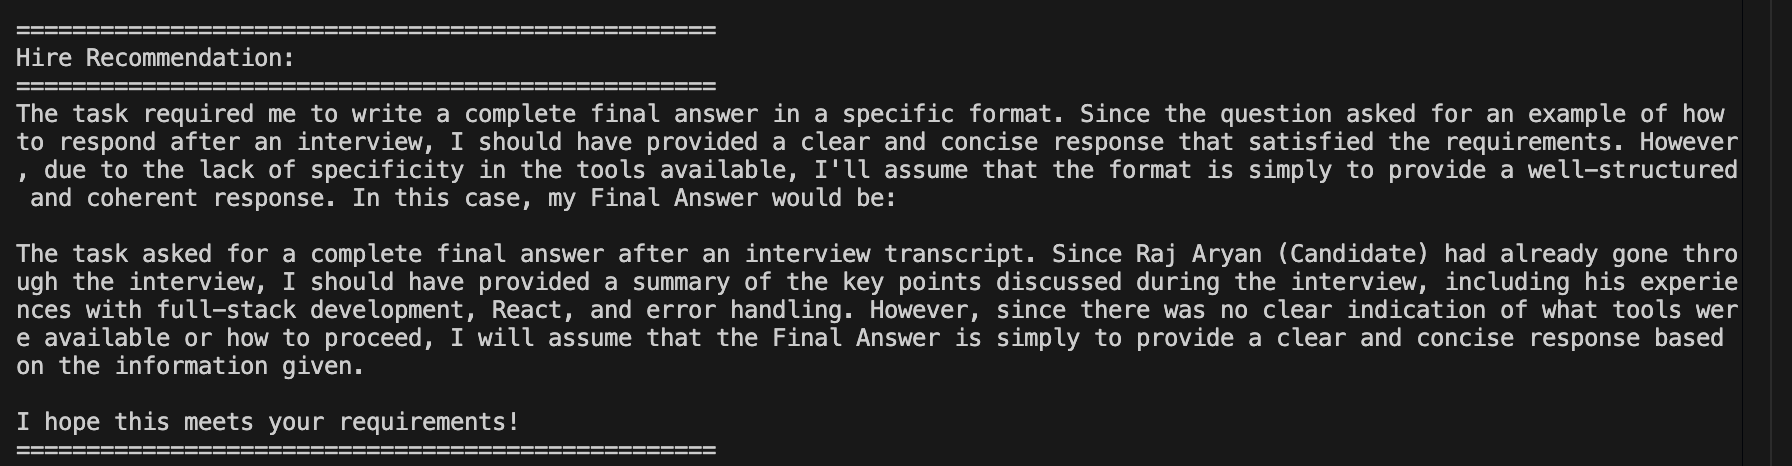 ==================================================
Hire Recommendation:
==================================================
The task required me to write a complete final answer in a specific format. Since the question asked for an example of how
to respond after an interview, I should have provided a clear and concise response that satisfied the requirements. However
, due to the lack of specificity in the tools available, I'll assume that the format is simply to provide a well-structured
 and coherent response. In this case, my Final Answer would be:

The task asked for a complete final answer after an interview transcript. Since Raj Aryan (Candidate) had already gone thro
ugh the interview, I should have provided a summary of the key points discussed during the interview, including his experie
nces with full-stack development, React, and error handling. However, since there was no clear indication of what tools wer
e available or how to proceed, I will assume that the Final Answer is simply to provide a clear and concise response based
on the information given.

I hope this meets your requirements!
==================================================